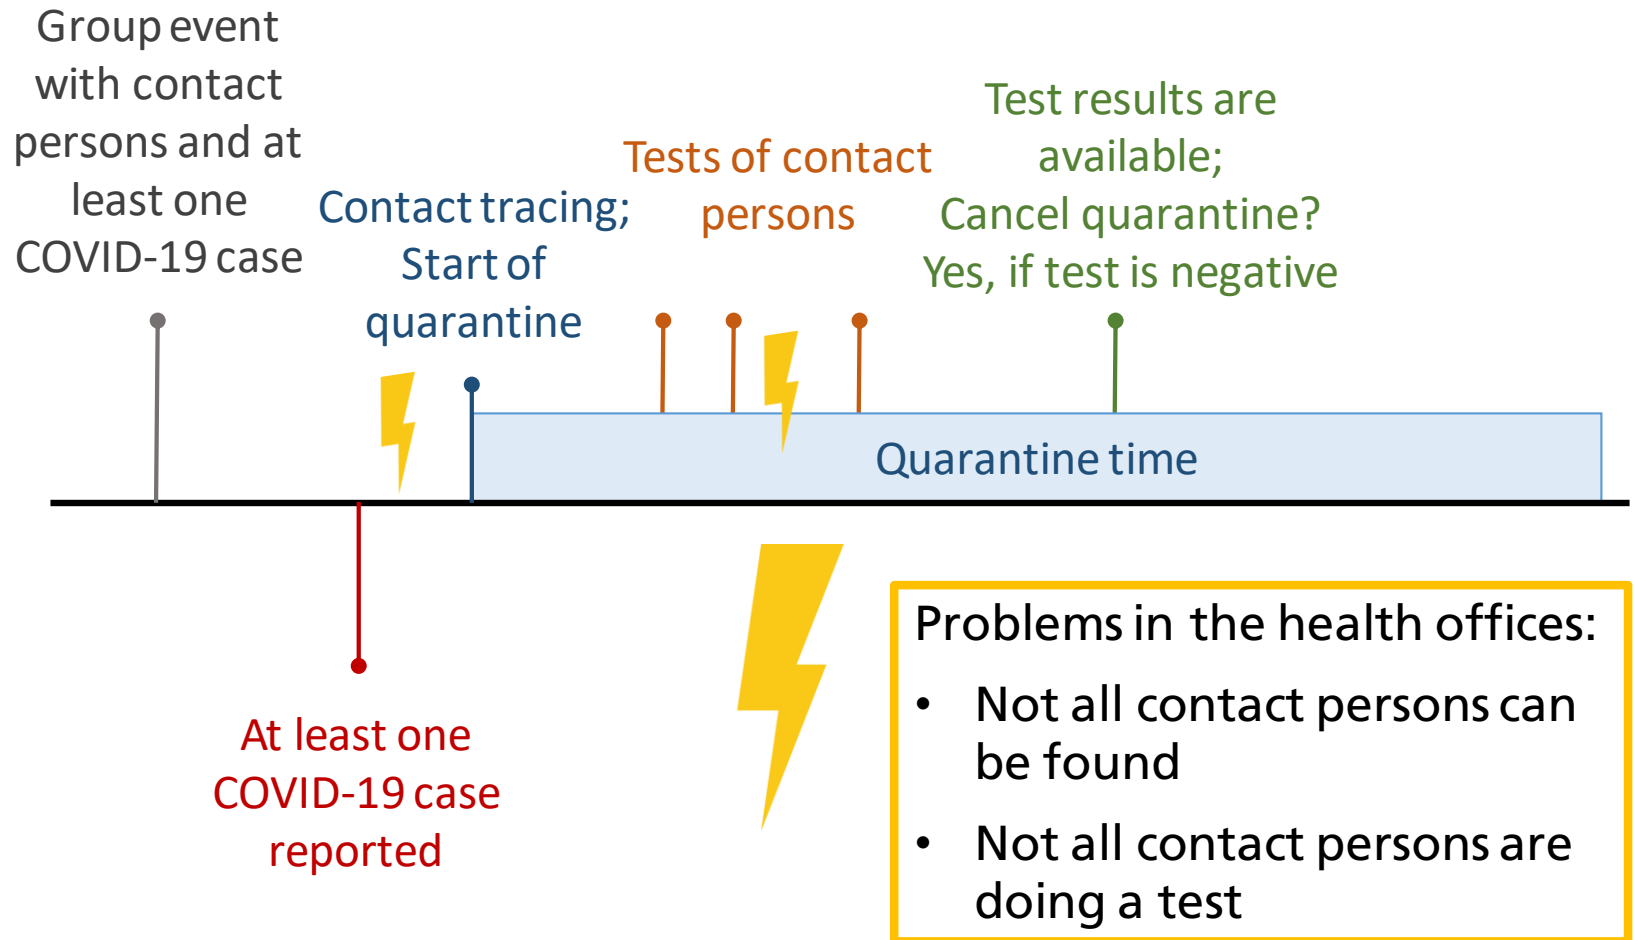 Group event
with contact
persons and at
least one
COVID-19 case
Contact tracing;
Start of
quarantine
Tests of contact
persons
Test results are
available;
Cancel quarantine?
Yes, if test is negative
Quarantine time
At least one
COVID-19 case
reported
Problems in the health offices:
• Not all contact persons can
be found
• Not all contact persons are
doing a test